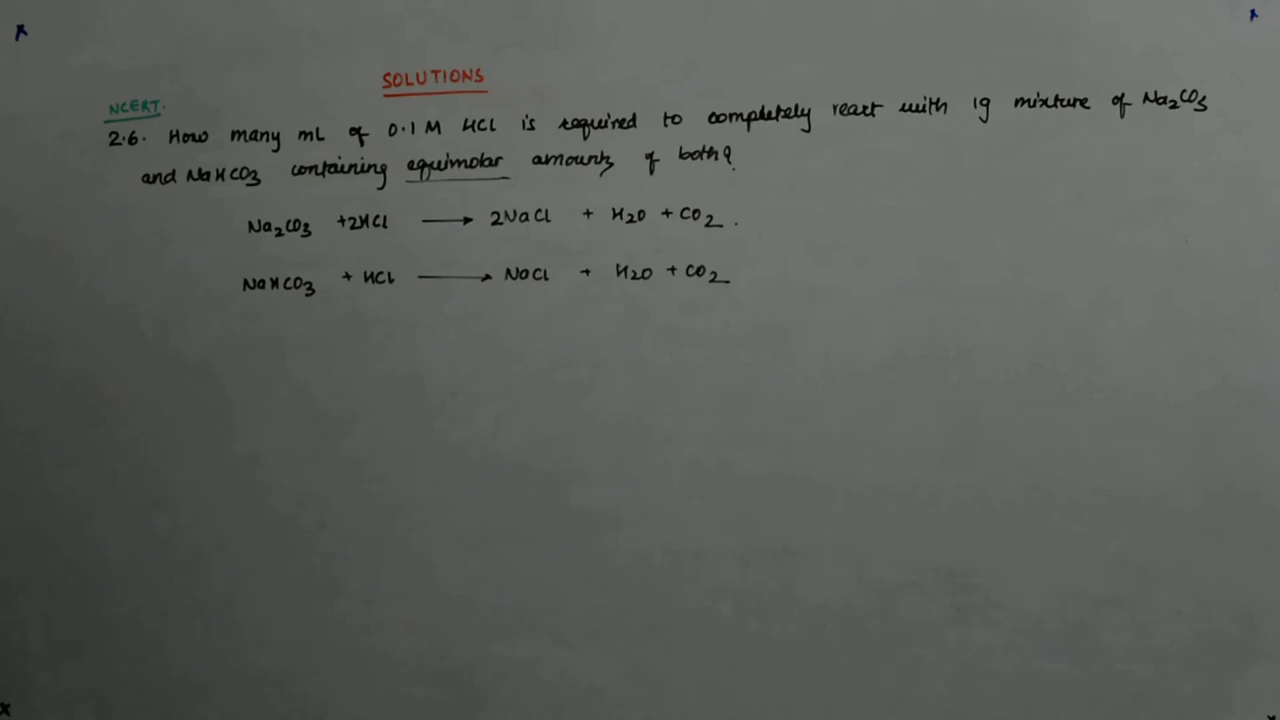 SOLUTIONS
NCERT.
2.6. How many mL of 0.1 M HCl is required to completely react with 1g mixture of Na2CO3
and NaHCO3 containing equimolar amounts of both?
Na2CO3 +2HCl ⟶ 2NaCl + H2O + CO2.
NaHCO3 + HCl ⟶ NaCl + H2O + CO2